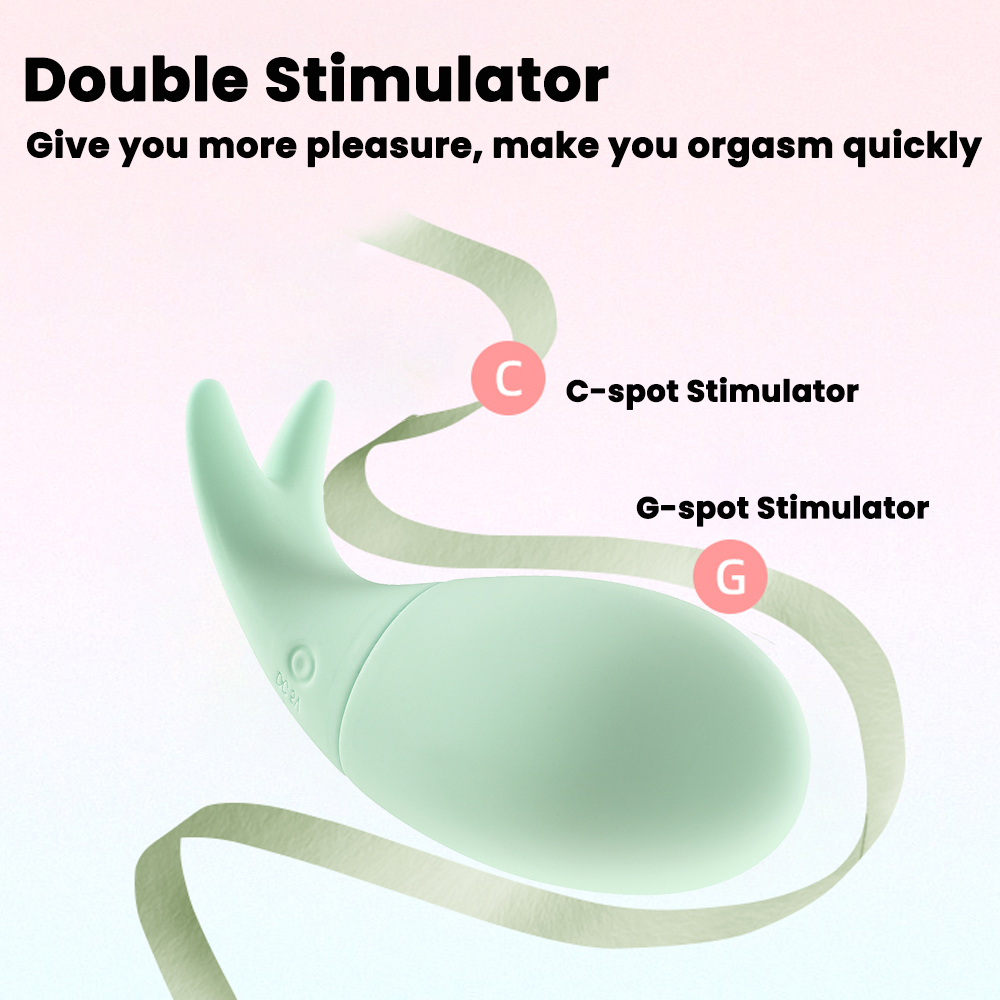 Double Stimulator
Give you more pleasure, make you orgasm quickly
C
C-spot Stimulator
G-spot Stimulator
G